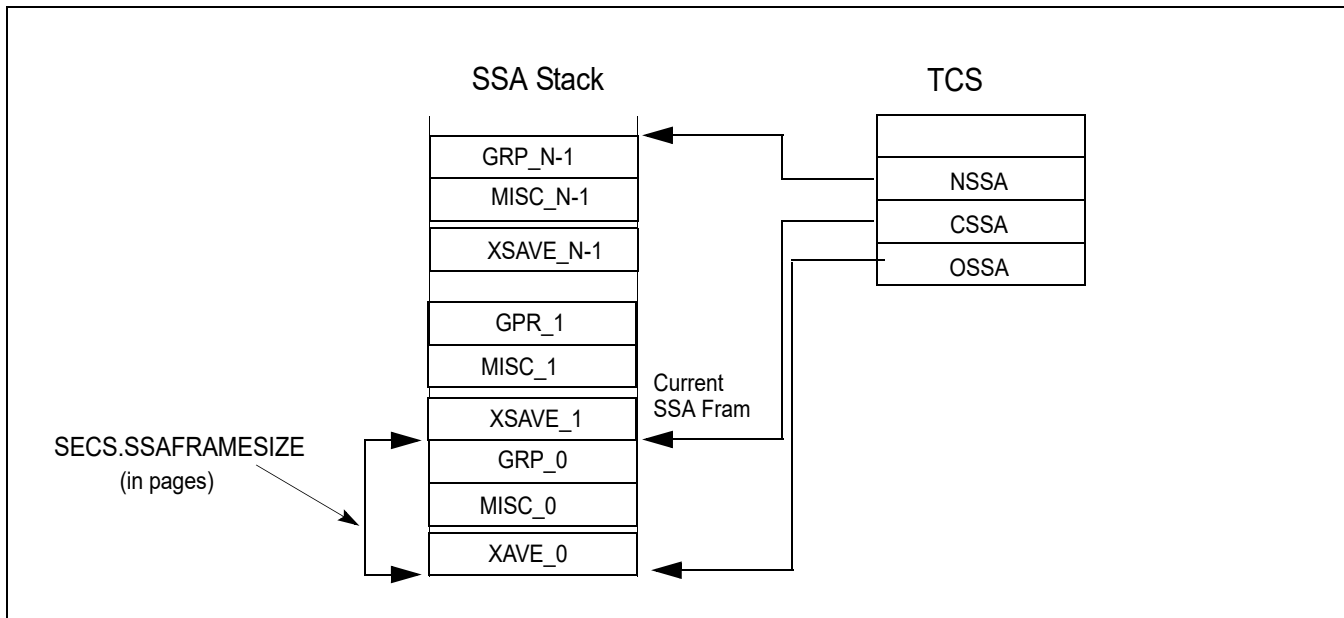 SSA Stack
TCS
GRP_N-1
MISC_N-1
XSAVE_N-1
GPR_1
MISC_1
XSAVE_1
GRP_0
MISC_0
XAVE_0
NSSA
CSSA
OSSA
Current
SSA Fram
SECS.SSAFRAMESIZE
(in pages)